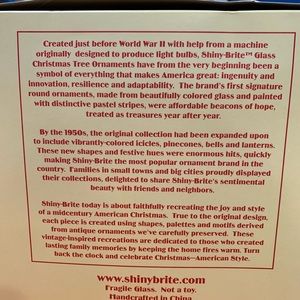 Created just before World War II with help from a machine
originally designed to produce light bulbs, Shiny-Brite™ Glass
Christmas Tree Ornaments have from the very beginning been a
symbol of everything that makes America great: ingenuity and
innovation, resilience and adaptability. The brand's first signature
round ornaments, made from beautifully colored glass and painted
with distinctive pastel stripes, were affordable beacons of hope,
treated as treasures year after year.
By the 1950s, the original collection had been expanded upon
to include vibrantly-colored icicles, pinecones, bells and lanterns.
These new shapes and festive hues were enormous hits, quickly
making Shiny-Brite the most popular ornament brand in the
country. Families in small towns and big cities proudly displayed
their collections, delighted to share Shiny-Brite's sentimental
beauty with friends and neighbors.
Shiny-Brite today is about faithfully recreating the joy and style
of a midcentury American Christmas. True to the original design,
each piece is created using shapes, palettes and motifs derived
from antique ornaments we've carefully preserved. These
vintage-inspired recreations are dedicated to those who created
lasting family memories by keeping the home fires warm. Turn
back the clock and celebrate Christmas—American Style.
www.shinybrite.com
Fragile Glass. Not a toy.
Handcrafted in China